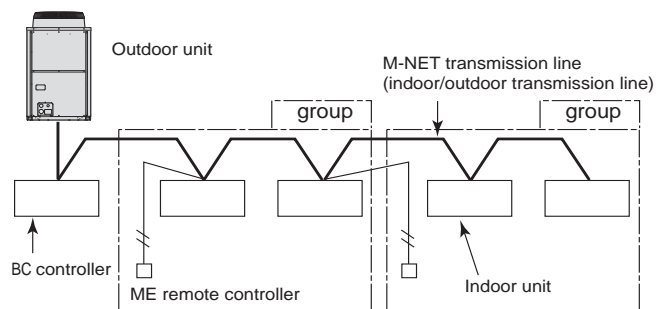 Outdoor unit
M-NET transmission line
(indoor/outdoor transmission line)
group
group
BC controller
ME remote controller
Indoor unit